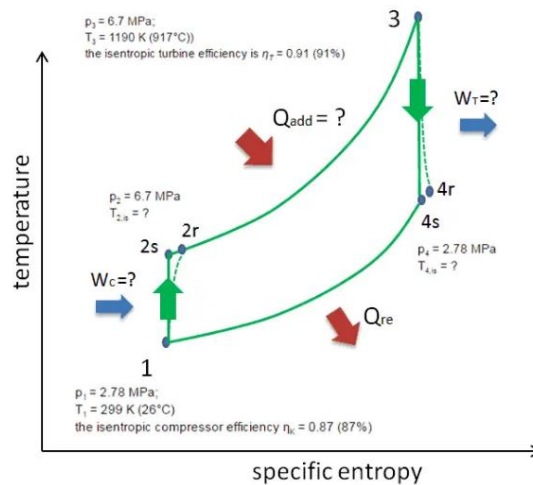 p3 = 6.7 MPa;
T3 = 1190 K (917°C))
the isentropic turbine efficiency is ηT = 0.91 (91%)
3
WT=?
Qadd = ?
p2 = 6.7 MPa
T2,is = ?
2s 2r
4r
4s
p4 = 2.78 MPa
T4,is = ?
WC=?
Qre
1
p1 = 2.78 MPa;
T1 = 299 K (26°C)
the isentropic compressor efficiency ηK = 0.87 (87%)
temperature
specific entropy